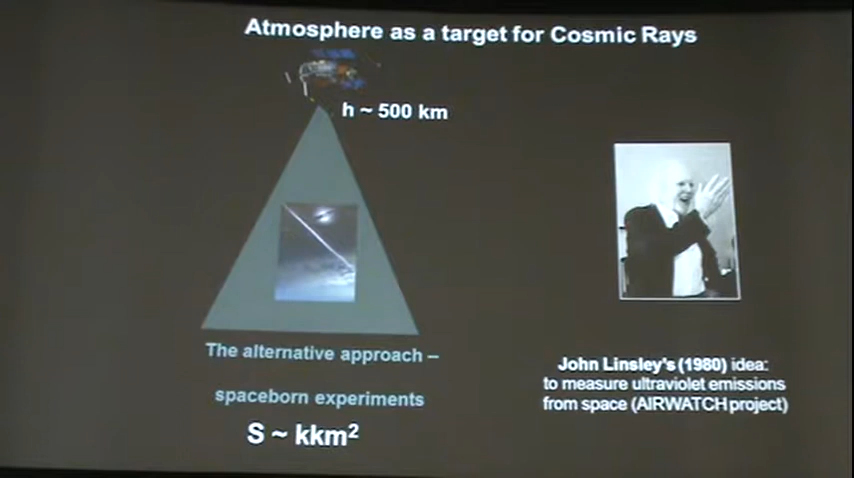 Atmosphere as a target for Cosmic Rays
h ~ 500 km
The alternative approach –
spaceborn experiments
S ~ kkm²
John Linsley's (1980) idea:
to measure ultraviolet emissions
from space (AIRWATCH project)